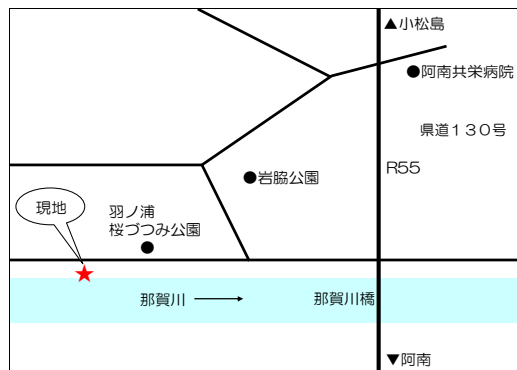 ▲小松島
●阿南共栄病院
県道１３０号
R55
●岩脇公園
現地
羽ノ浦
桜づつみ公園
那賀川
那賀川橋
▼阿南